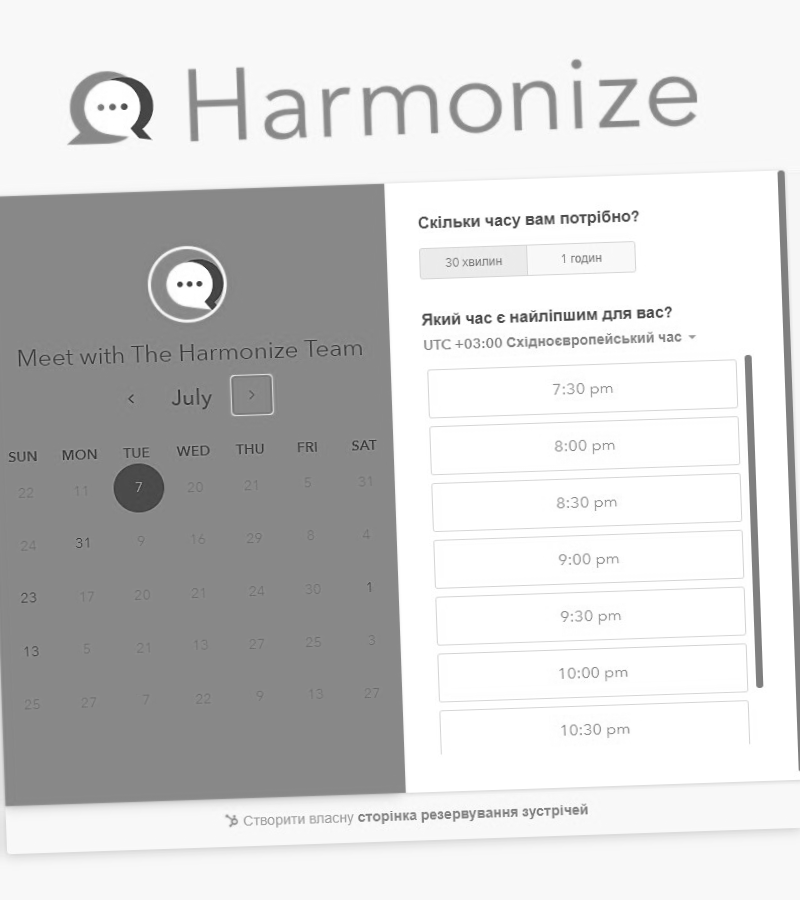 Harmonize
Meet with The Harmonize Team
July
SUN MON TUE WED THU FRI SAT
22 11 7 20 21 5 31
24 31 9 16 29 8 4
23 17 20 21 24 30 1
13 5 21 13 27 25 3
25 27 7 22 9 13 27
Скільки часу вам потрібно?
30 хвилин 1 годин
Який час є найліпшим для вас?
UTC +03:00 Східноєвропейський час
7:30 pm
8:00 pm
8:30 pm
9:00 pm
9:30 pm
10:00 pm
10:30 pm
Створити власну сторінка резервування зустрічей